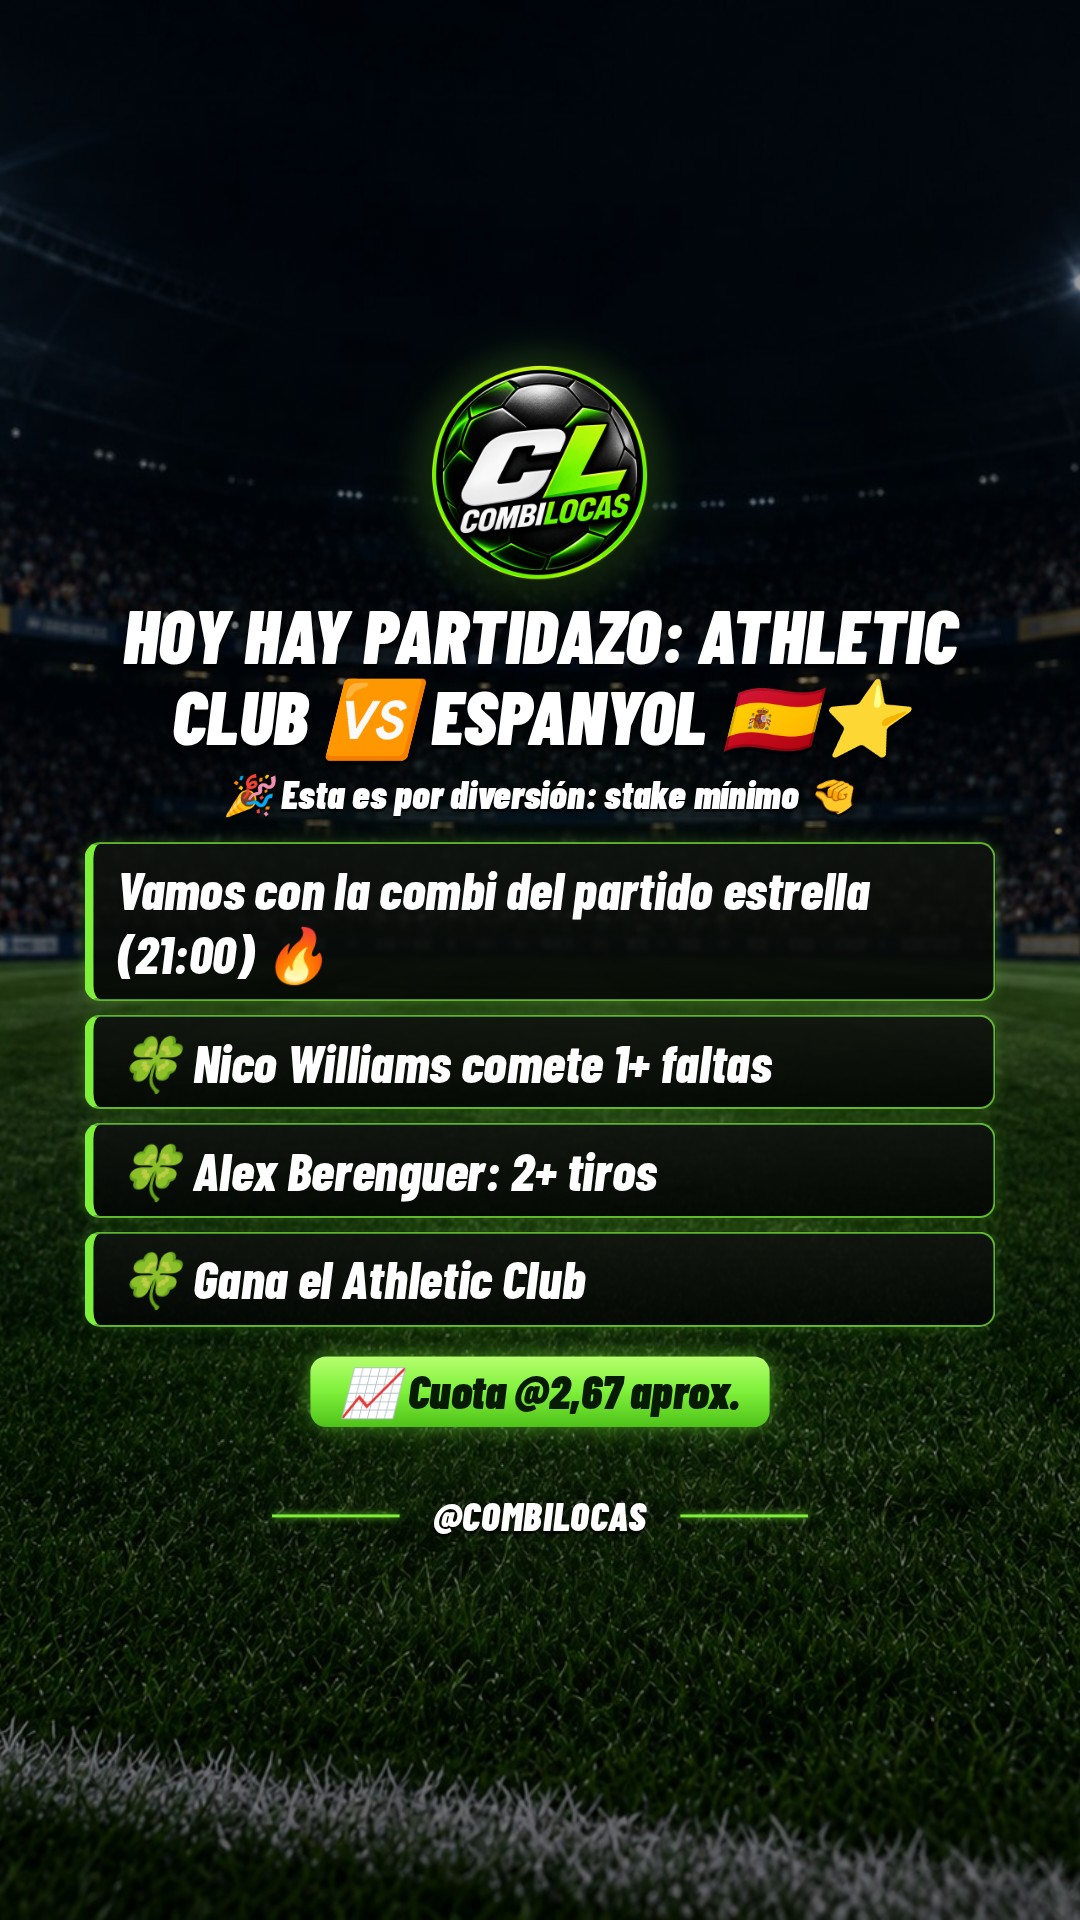 CL
COMBILOCAS
HOY HAY PARTIDAZO: ATHLETIC
CLUB 🆚 ESPANYOL 🇪🇸⭐
🎉 Esta es por diversión: stake mínimo 🤏
Vamos con la combi del partido estrella
(21:00) 🔥
🍀 Nico Williams comete 1+ faltas
🍀 Alex Berenguer: 2+ tiros
🍀 Gana el Athletic Club
📈 Cuota @2,67 aprox.
@COMBILOCAS